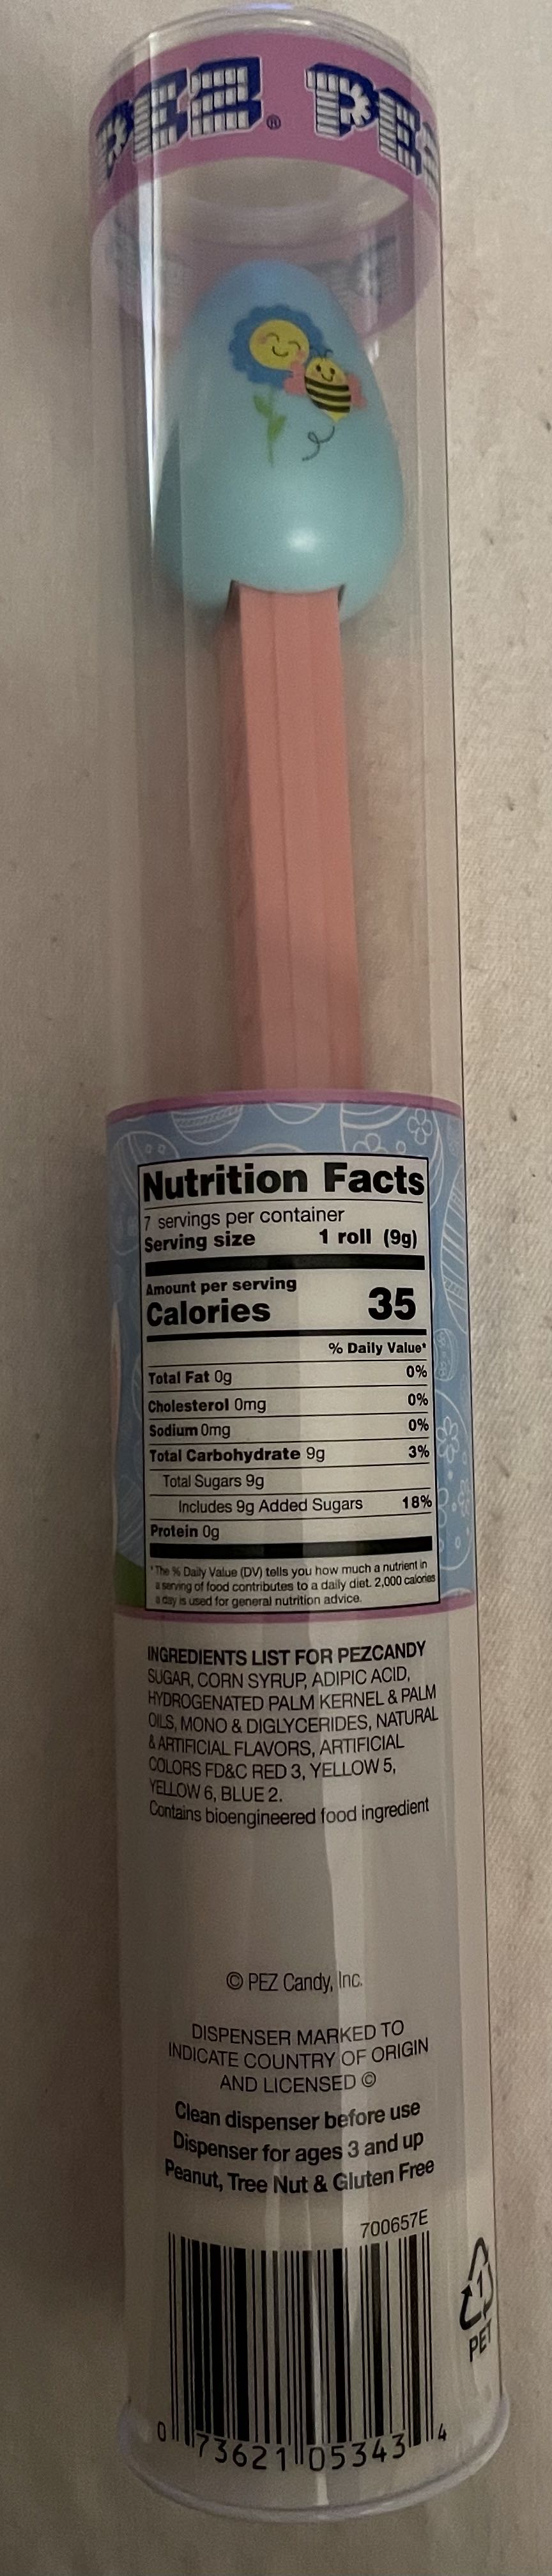 PEZ® PEZ
Nutrition Facts
7 servings per container
Serving size 1 roll (9g)
Amount per serving
Calories 35
% Daily Value*
Total Fat 0g 0%
Cholesterol 0mg 0%
Sodium 0mg 0%
Total Carbohydrate 9g 3%
Total Sugars 9g
Includes 9g Added Sugars 18%
Protein 0g
*The % Daily Value (DV) tells you how much a nutrient in
a serving of food contributes to a daily diet. 2,000 calories
a day is used for general nutrition advice.
INGREDIENTS LIST FOR PEZCANDY
SUGAR, CORN SYRUP, ADIPIC ACID,
HYDROGENATED PALM KERNEL & PALM
OILS, MONO & DIGLYCERIDES, NATURAL
& ARTIFICIAL FLAVORS, ARTIFICIAL
COLORS FD&C RED 3, YELLOW 5,
YELLOW 6, BLUE 2.
Contains bioengineered food ingredient
© PEZ Candy, Inc.
DISPENSER MARKED TO
INDICATE COUNTRY OF ORIGIN
AND LICENSED ©
Clean dispenser before use
Dispenser for ages 3 and up
Peanut, Tree Nut & Gluten Free
700657E
1
PET
0 73621 05343 4